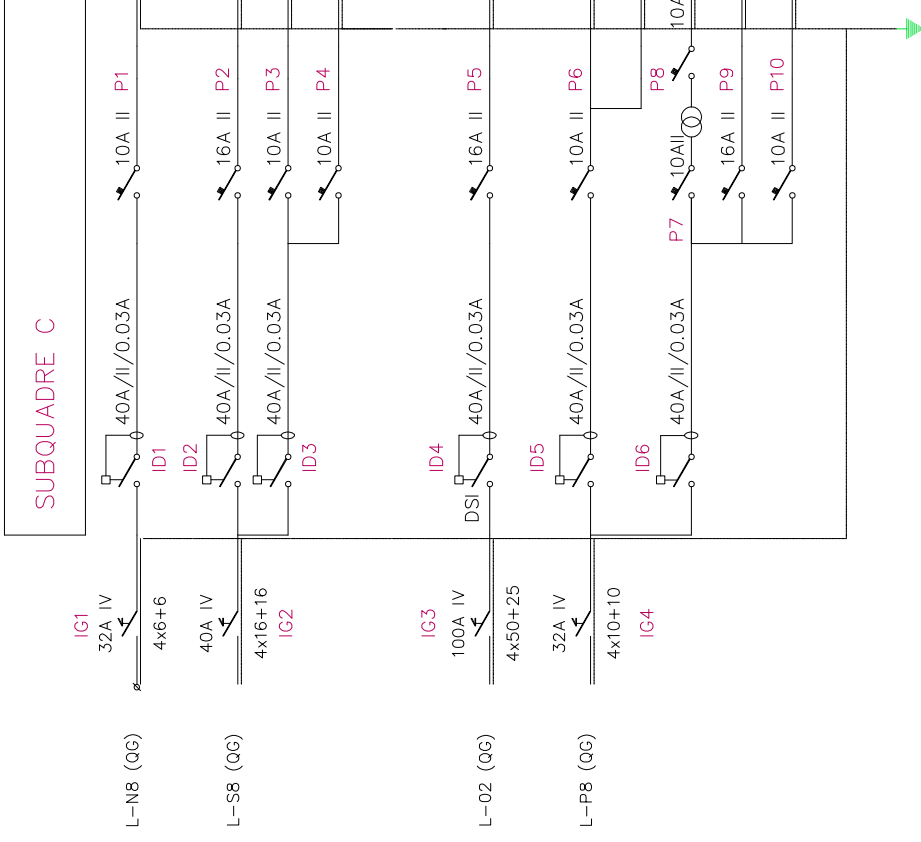 SUBQUADRE C
L-N8 (QG)
IG1
32A IV
4x6+6
ID1
40A/II/0.03A
10A II P1
L-S8 (QG)
40A IV
4x16+16
IG2
ID2
40A/II/0.03A
16A II P2
ID3
40A/II/0.03A
10A II P3
10A II P4
L-02 (QG)
IG3
100A IV
4x50+25
DSI
ID4
40A/II/0.03A
16A II P5
L-P8 (QG)
32A IV
4x10+10
IG4
ID5
40A/II/0.03A
10A II P6
ID6
40A/II/0.03A
P7
10AII
P8
10A
16A II P9
10A II P10